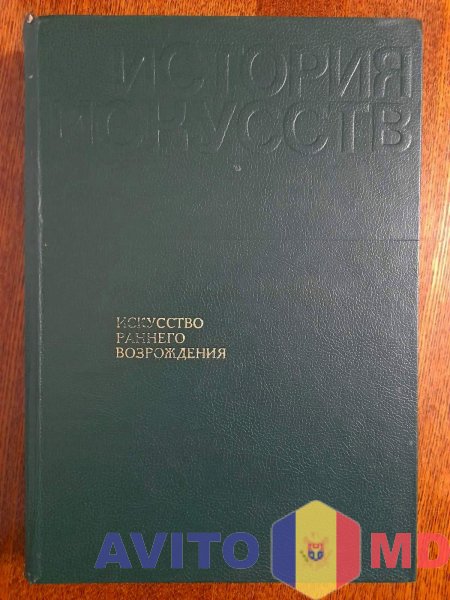 ИСТОРИЯ
ИСКУССТВ
ИСКУССТВО
РАННЕГО
ВОЗРОЖДЕНИЯ
AVITO MD